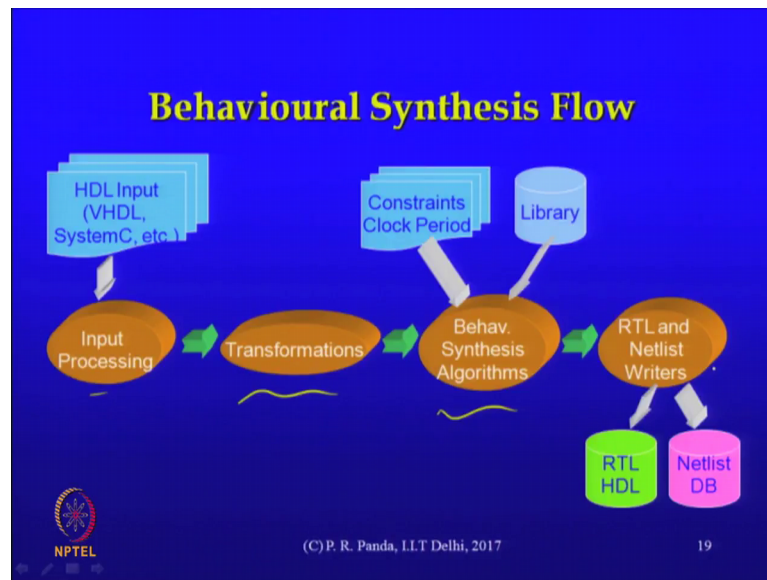 Behavioural Synthesis Flow
HDL Input
(VHDL,
SystemC, etc.)
Constraints
Clock Period
Library
Input
Processing
Transformations
Behav.
Synthesis
Algorithms
RTL and
Netlist
Writers
RTL
HDL
Netlist
DB
NPTEL
(C) P. R. Panda, I.I.T Delhi, 2017
19